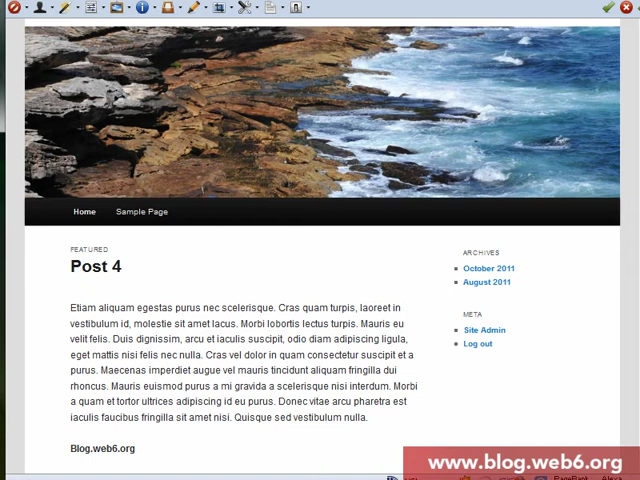 Home Sample Page
FEATURED
Post 4
Etiam aliquam egestas purus nec scelerisque. Cras quam turpis, laoreet in
vestibulum id, molestie sit amet lacus. Morbi lobortis lectus turpis. Mauris eu
velit felis. Duis dignissim, arcu et iaculis suscipit, odio diam adipiscing ligula,
eget mattis nisi felis nec nulla. Cras vel dolor in quam consectetur suscipit et a
purus. Maecenas imperdiet augue vel mauris tincidunt aliquam fringilla dui
rhoncus. Mauris euismod purus a mi gravida a scelerisque nisi interdum. Morbi
a quam et tortor ultrices adipiscing id eu purus. Donec vitae arcu pharetra est
iaculis faucibus fringilla sit amet nisi. Quisque sed vestibulum nulla.
Blog.web6.org
ARCHIVES
October 2011
August 2011
META
Site Admin
Log out
www.blog.web6.org
PageRank Alexa